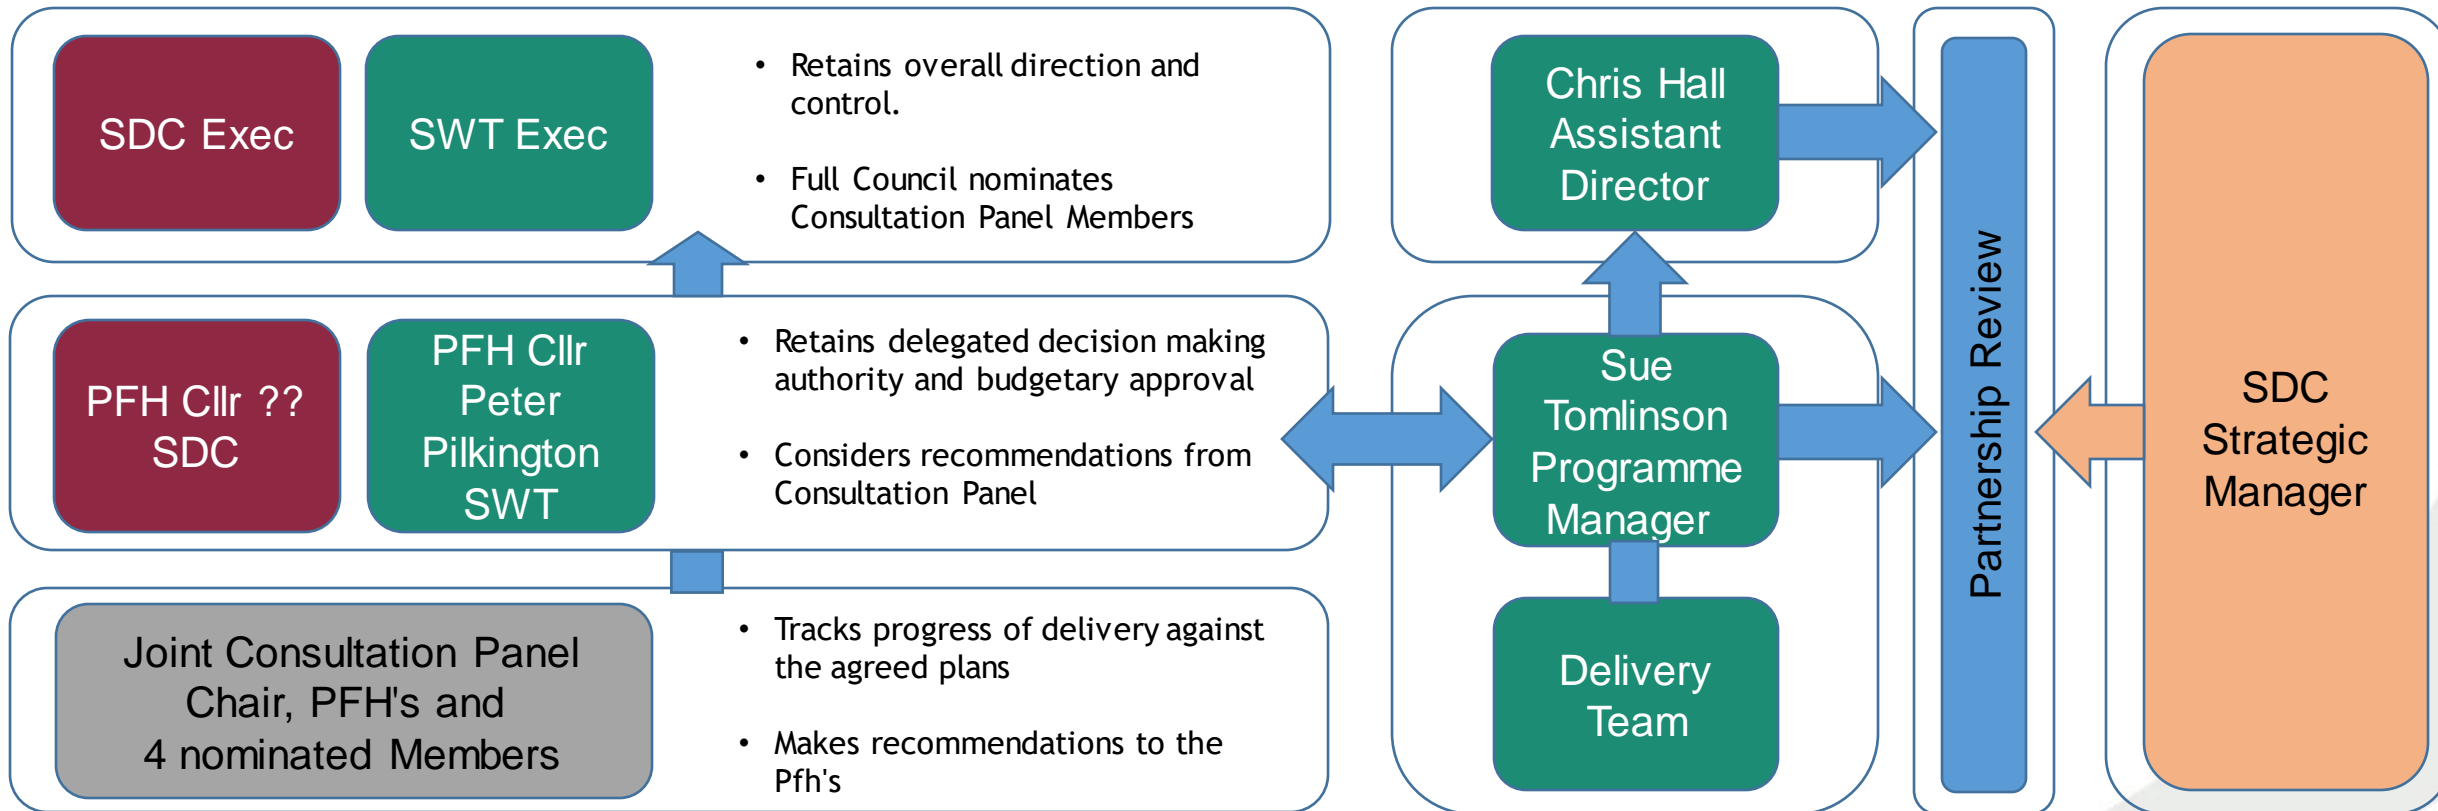 SDC Exec
SWT Exec
• Retains overall direction and
control.
• Full Council nominates
Consultation Panel Members
PFH Cllr ??
SDC
PFH Cllr
Peter
Pilkington
SWT
• Retains delegated decision making
authority and budgetary approval
• Considers recommendations from
Consultation Panel
Joint Consultation Panel
Chair, PFH's and
4 nominated Members
• Tracks progress of delivery against
the agreed plans
• Makes recommendations to the
Pfh's
Chris Hall
Assistant
Director
Sue
Tomlinson
Programme
Manager
Delivery
Team
Partnership Review
SDC
Strategic
Manager